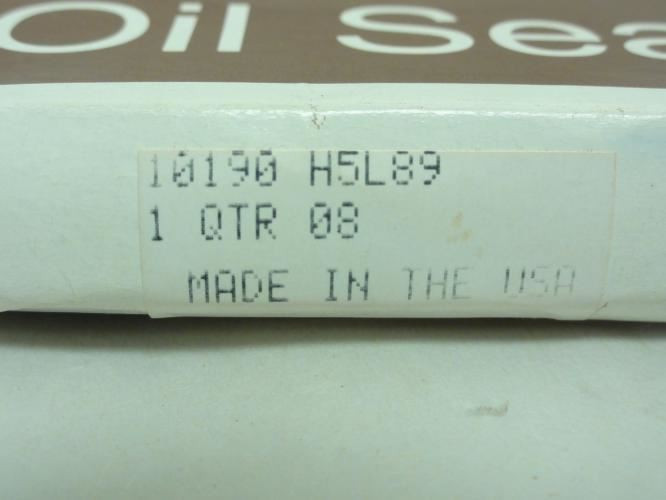 Oil Sea
10190 H5L89
1 QTR 08
MADE IN THE USA